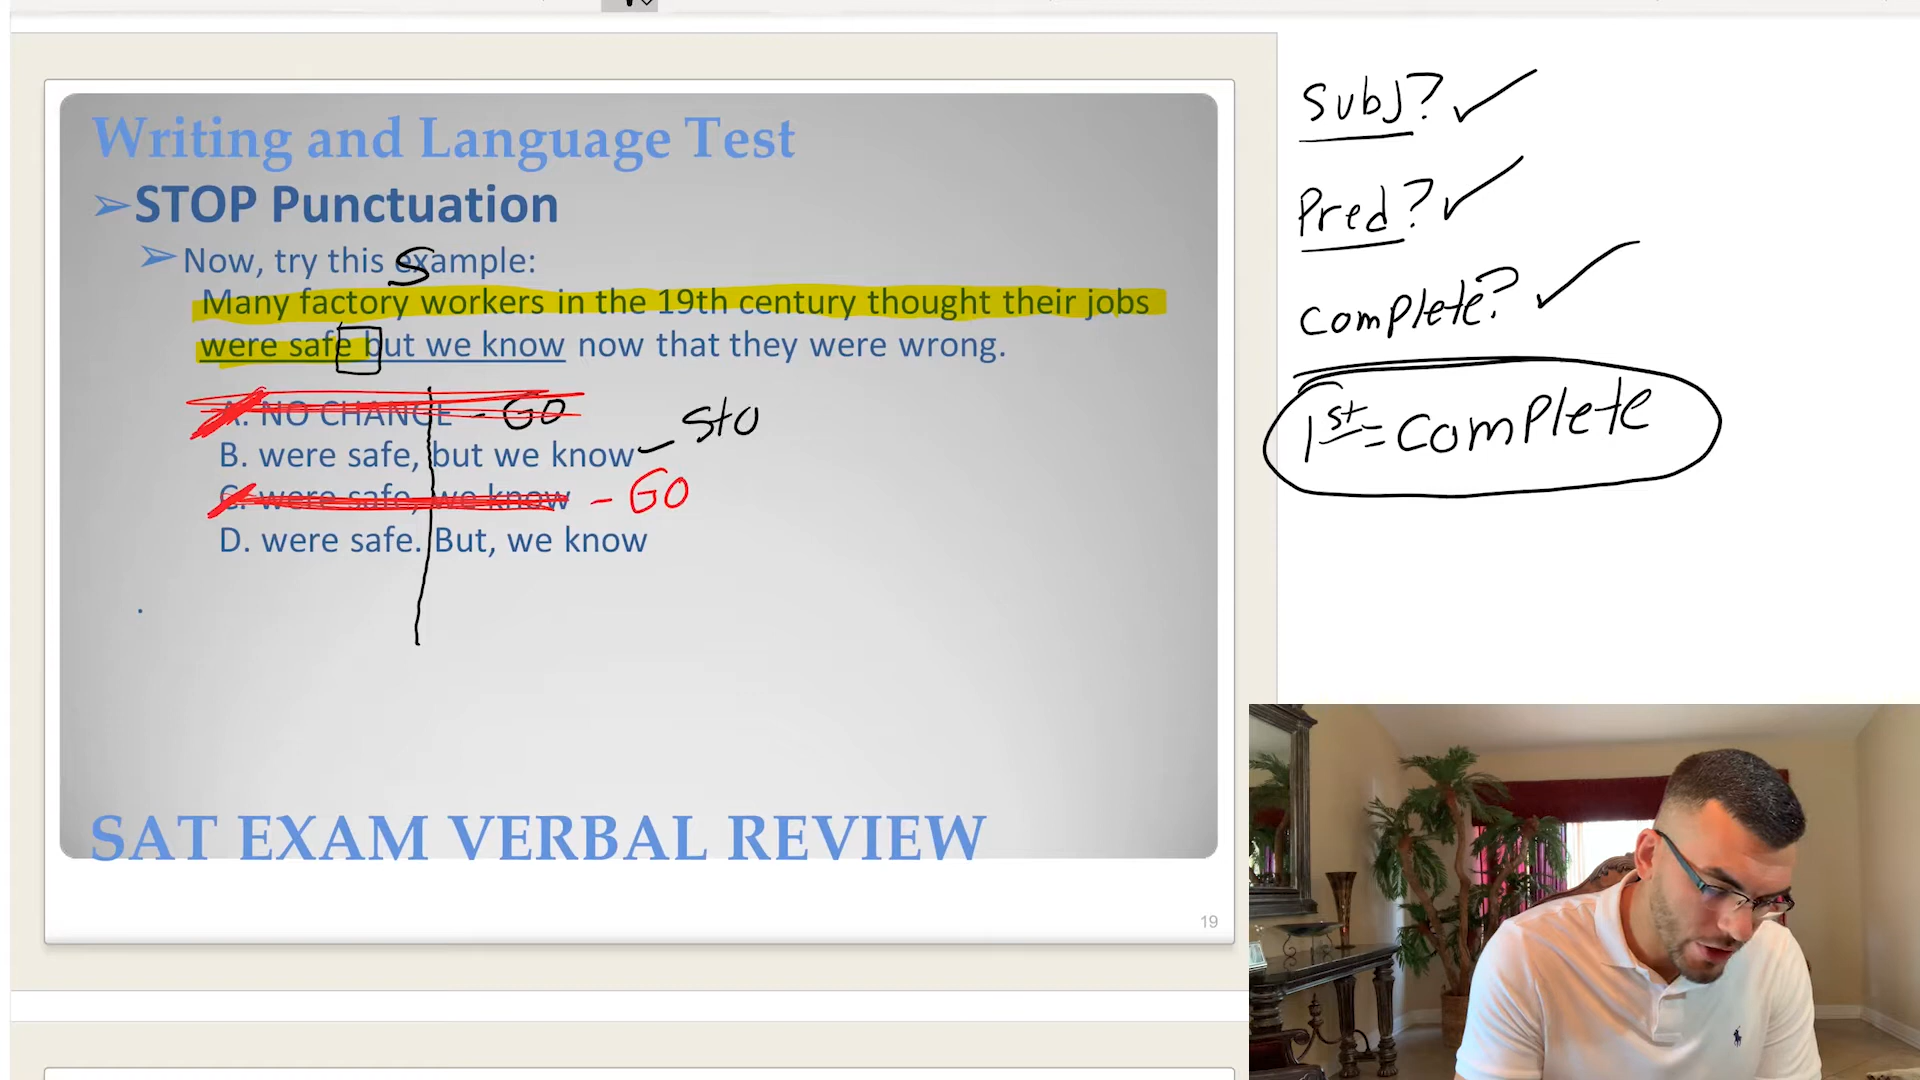 Writing and Language Test
➢STOP Punctuation
➢Now, try this example:
S
Many factory workers in the 19th century thought their jobs
were safe but we know now that they were wrong.
A. NO CHANGE - GO
B. were safe, but we know - Sto
C. were safe, we know - GO
D. were safe. But, we know
SAT EXAM VERBAL REVIEW
19
Subj? ✓
Pred? ✓
Complete? ✓
1st = Complete